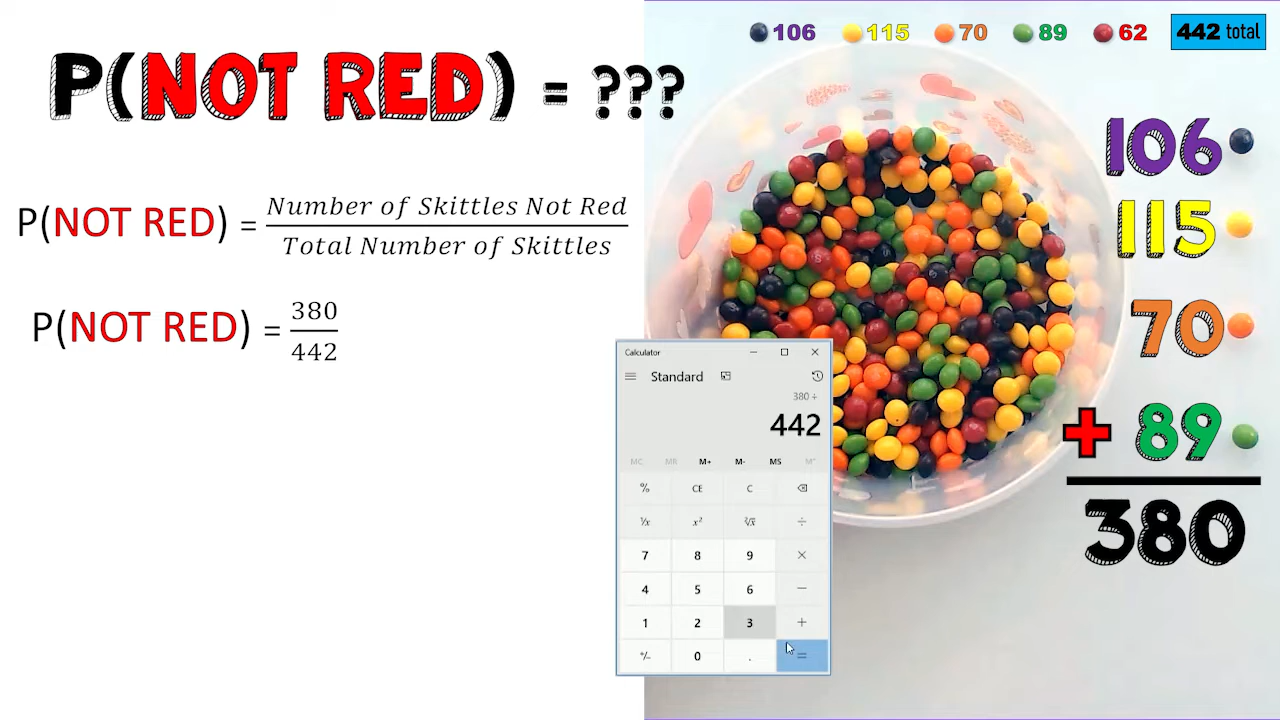 P(NOT RED) = ???
106 115 70 89 62 442 total
P(NOT RED) = Number of Skittles Not Red
Total Number of Skittles
P(NOT RED) = 380
442
106
115
70
+ 89
380
Calculator
Standard
380 ÷
442
MC MR M+ M- MS M˅
% CE C
¹/x x² ²√x ÷
7 8 9 ×
4 5 6 −
1 2 3 +
+/- 0 . =